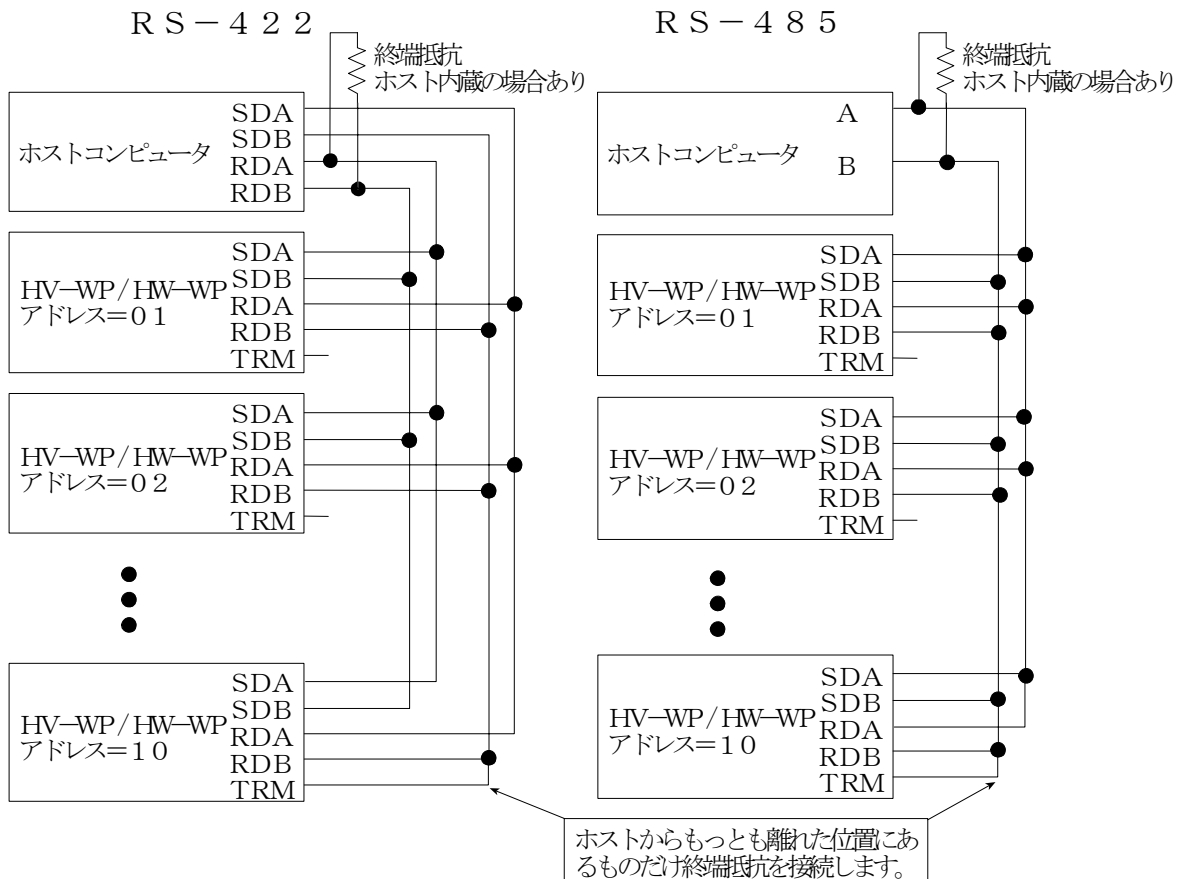 ＲＳ－４２２
終端抵抗
ホスト内蔵の場合あり
ホストコンピュータ
SDA
SDB
RDA
RDB
HV－WP/HW－WP
アドレス＝０１
SDA
SDB
RDA
RDB
TRM
HV－WP/HW－WP
アドレス＝０２
SDA
SDB
RDA
RDB
TRM
HV－WP/HW－WP
アドレス＝１０
SDA
SDB
RDA
RDB
TRM
ＲＳ－４８５
終端抵抗
ホスト内蔵の場合あり
ホストコンピュータ
A
B
HV－WP/HW－WP
アドレス＝０１
SDA
SDB
RDA
RDB
TRM
HV－WP/HW－WP
アドレス＝０２
SDA
SDB
RDA
RDB
TRM
HV－WP/HW－WP
アドレス＝１０
SDA
SDB
RDA
RDB
TRM
ホストからもっとも離れた位置にあ
るものだけ終端抵抗を接続します。